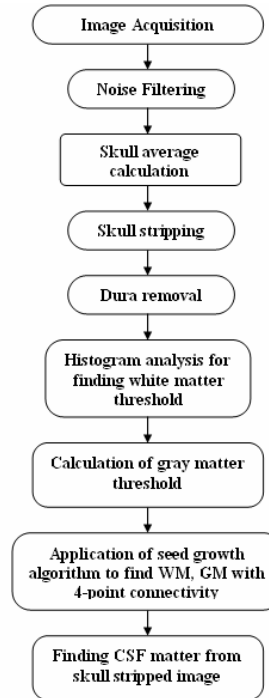 Image Acquisition
Noise Filtering
Skull average
calculation
Skull stripping
Dura removal
Histogram analysis for
finding white matter
threshold
Calculation of gray matter
threshold
Application of seed growth
algorithm to find WM, GM with
4-point connectivity
Finding CSF matter from
skull stripped image